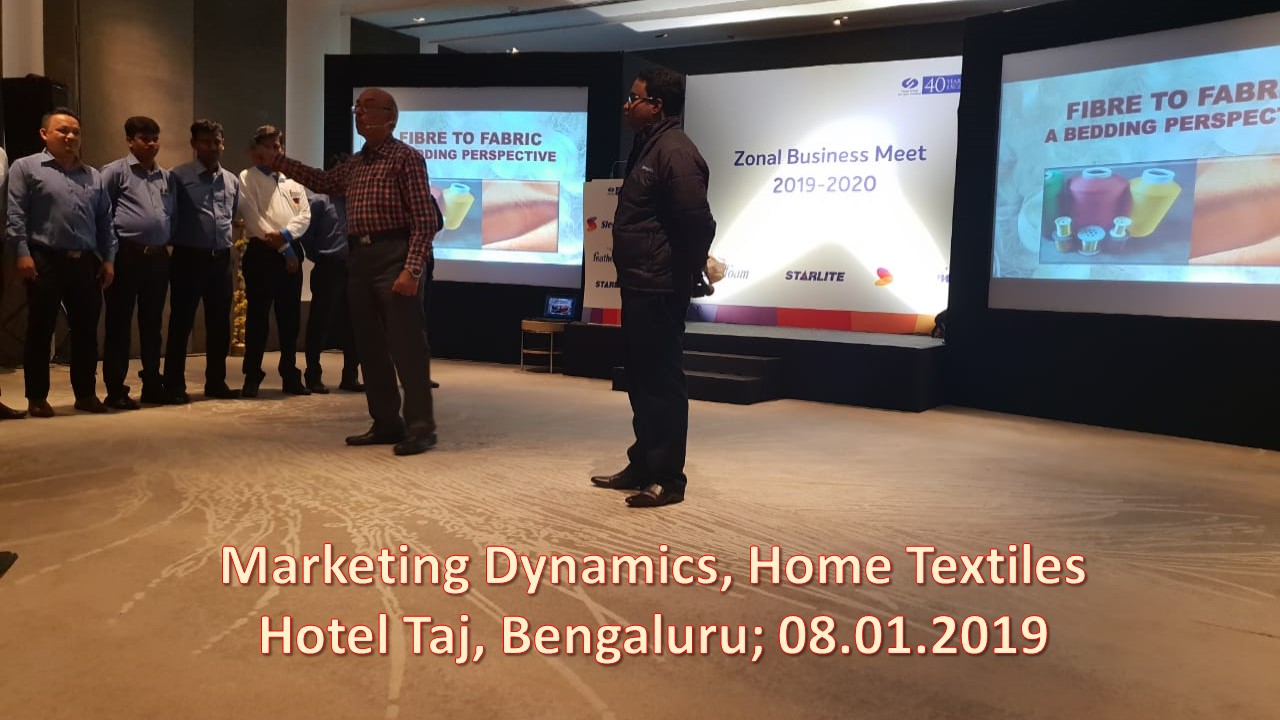 FIBRE TO FABRIC
BEDDING PERSPECTIVE
40
Zonal Business Meet
2019-2020
STARLITE
FIBRE TO FABR
A BEDDING PERSPECT
Marketing Dynamics, Home Textiles
Hotel Taj, Bengaluru; 08.01.2019